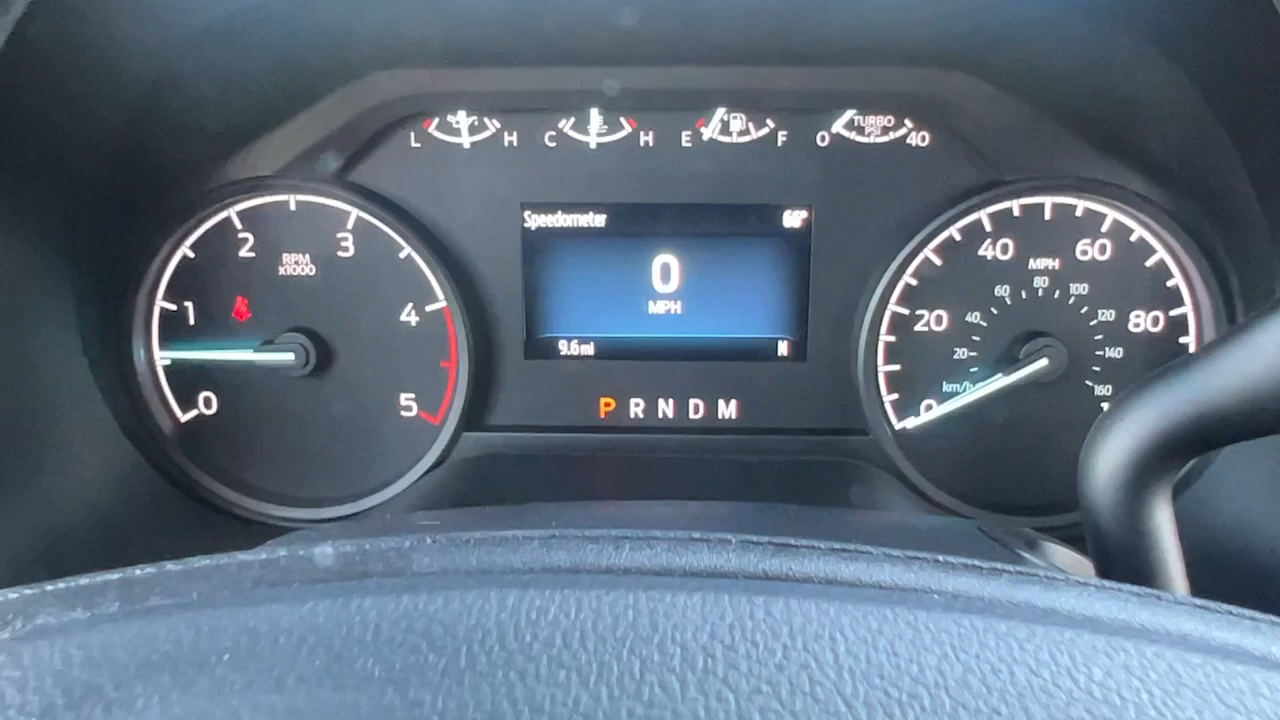 L H C H E F 0 TURBO PSI 40
Speedometer 66°
0
MPH
9.6 mi N
P R N D M
0 1 2 3 4 5
RPM
x1000
0 20 40 60 80
MPH
km/h 20 40 60 80 100 120 140 160